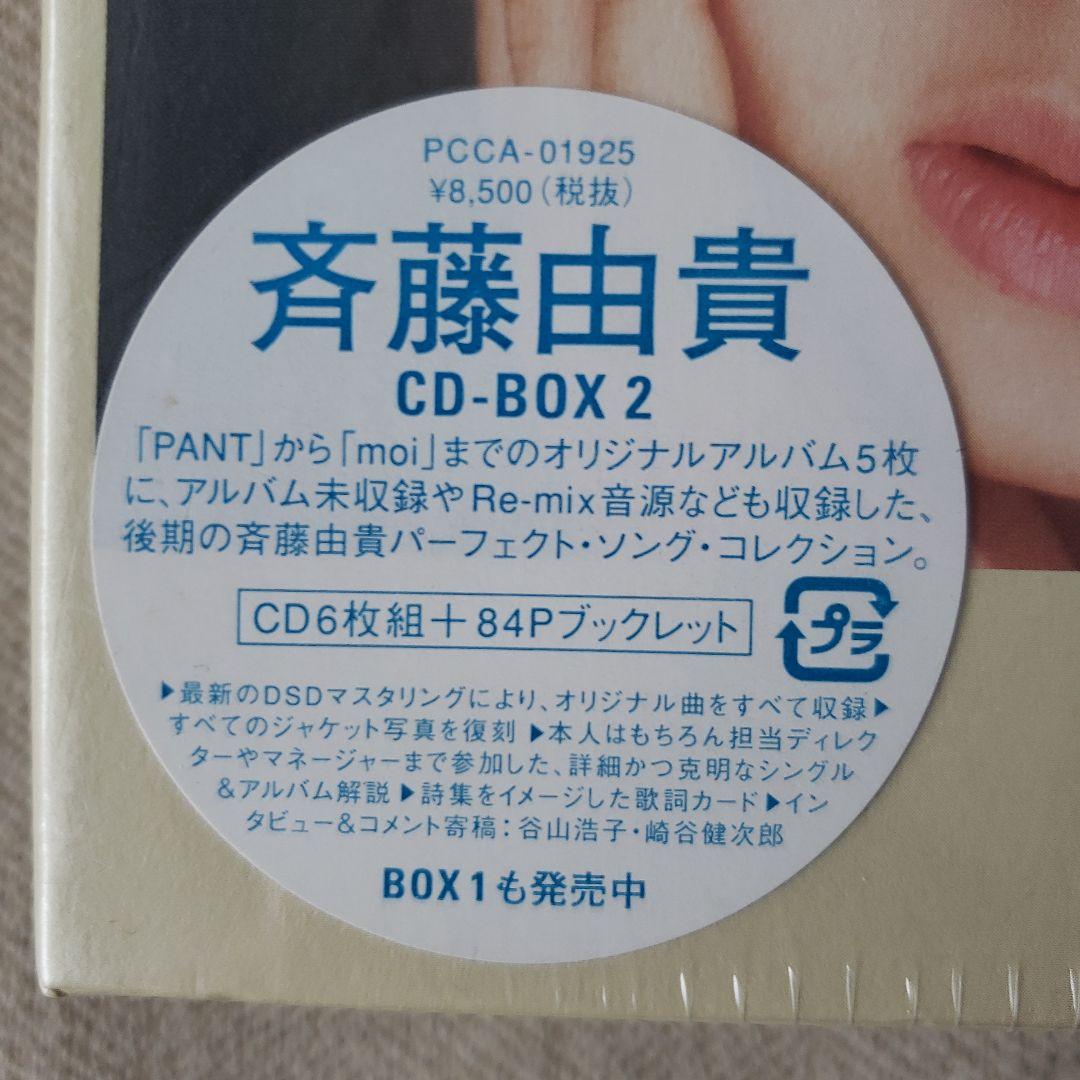 PCCA-01925
¥8,500(税抜)
斉藤由貴
CD-BOX 2
「PANT」から「moi」までのオリジナルアルバム5枚
に、アルバム未収録やRe-mix音源なども収録した、
後期の斉藤由貴パーフェクト・ソング・コレクション。
CD6枚組＋84Pブックレット
プラ
▶最新のDSDマスタリングにより、オリジナル曲をすべて収録▶
すべてのジャケット写真を復刻▶本人はもちろん担当ディレク
ターやマネージャーまで参加した、詳細かつ克明なシングル
&アルバム解説▶詩集をイメージした歌詞カード▶イン
タビュー&コメント寄稿：谷山浩子・崎谷健次郎
BOX 1も発売中